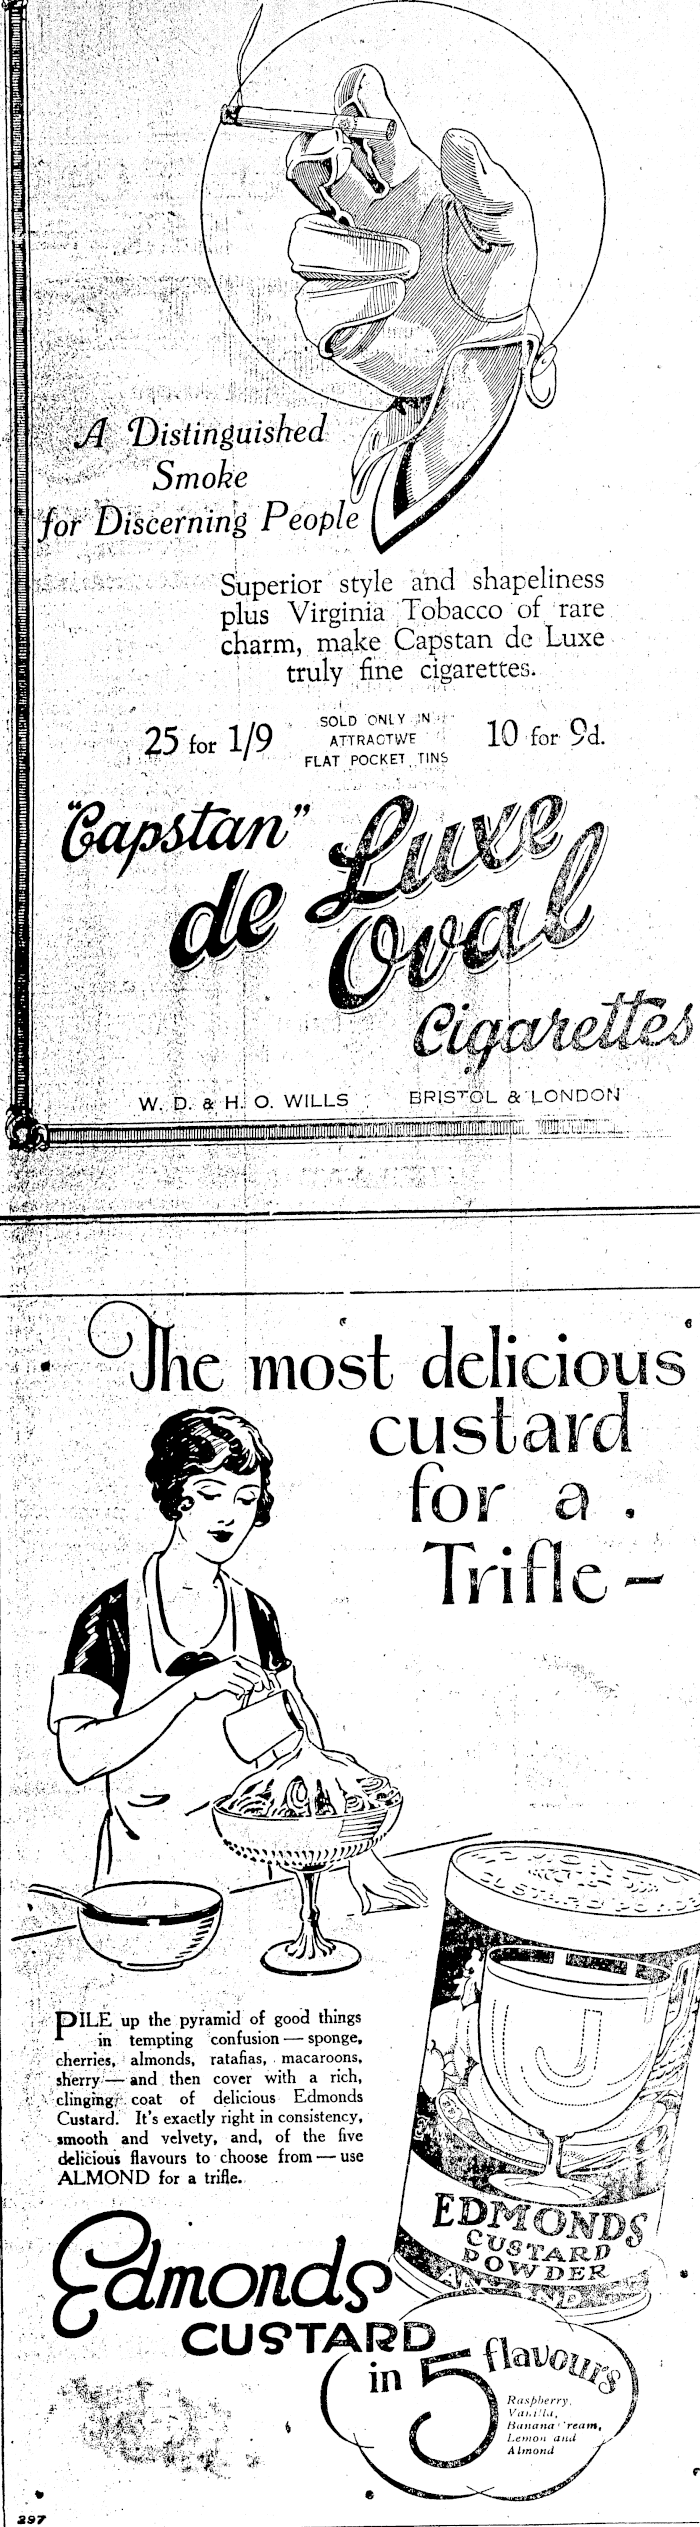 A Distinguished
Smoke
for Discerning People
Superior style and shapeliness
plus Virginia Tobacco of rare
charm, make Capstan de Luxe
truly fine cigarettes.
25 for 1/9
SOLD ONLY IN
ATTRACTIVE
FLAT POCKET TINS
10 for 9d.
"Capstan"
de Luxe
Oval
Cigarettes
W. D. & H. O. WILLS BRISTOL & LONDON
The most delicious
custard
for a
Trifle—
PILE up the pyramid of good things
in tempting confusion — sponge,
cherries, almonds, ratafias, macaroons,
sherry — and then cover with a rich,
clinging coat of delicious Edmonds
Custard. It's exactly right in consistency,
smooth and velvety, and, of the five
delicious flavours to choose from — use
ALMOND for a trifle.
EDMONDS
CUSTARD
POWDER
Edmonds
CUSTARD
in 5 flavours
Raspberry,
Vanilla,
Banana Cream,
Lemon and
Almond
297